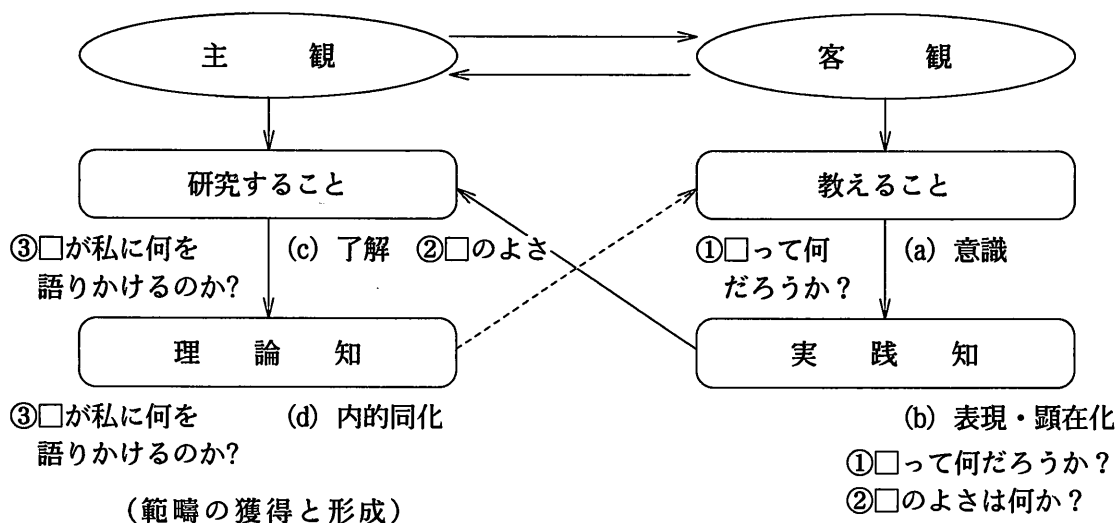 主 観
客 観
研究すること
教えること
③□が私に何を
語りかけるのか?
(c) 了解
②□のよさ
①□って何
だろうか？
(a) 意識
理 論 知
実 践 知
③□が私に何を
語りかけるのか?
(d) 内的同化
(b) 表現・顕在化
①□って何だろうか？
②□のよさは何か？
（範疇の獲得と形成）